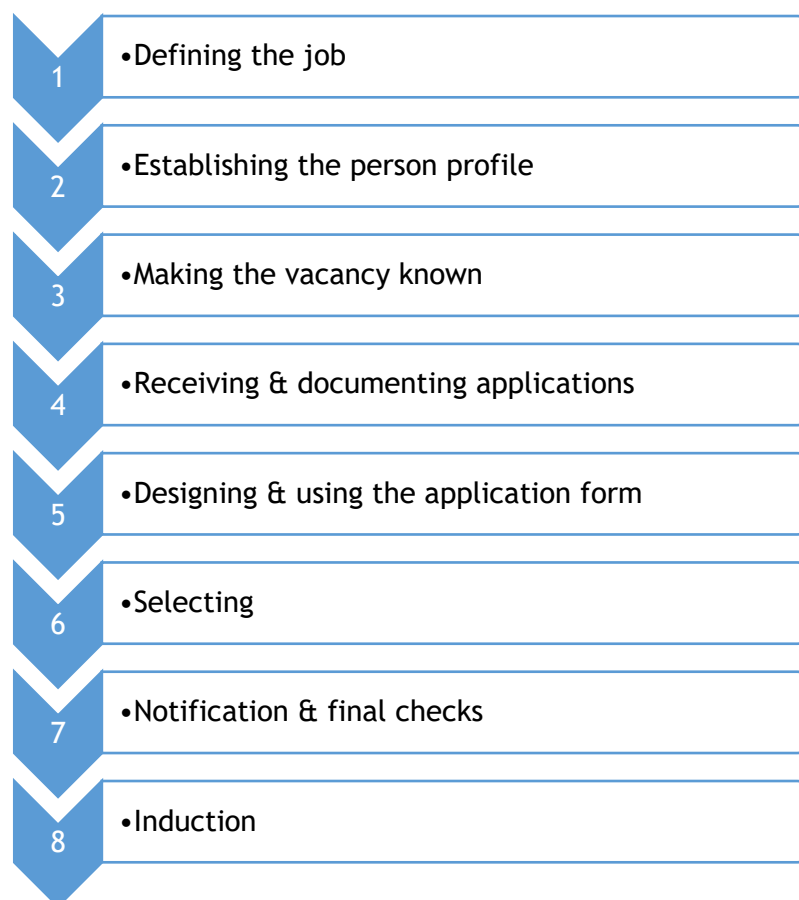 1
•Defining the job
2
•Establishing the person profile
3
•Making the vacancy known
4
•Receiving & documenting applications
5
•Designing & using the application form
6
•Selecting
7
•Notification & final checks
8
•Induction